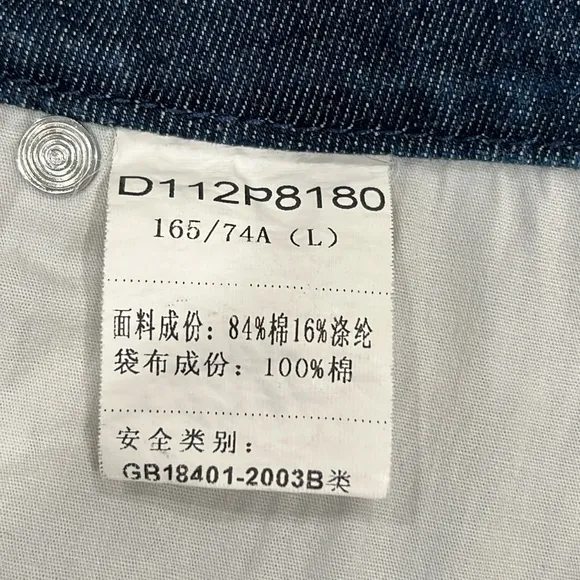 D112P8180
165/74A (L)
面料成份: 84%棉16%涤纶
袋布成份: 100%棉
安全类别:
GB18401-2003B类